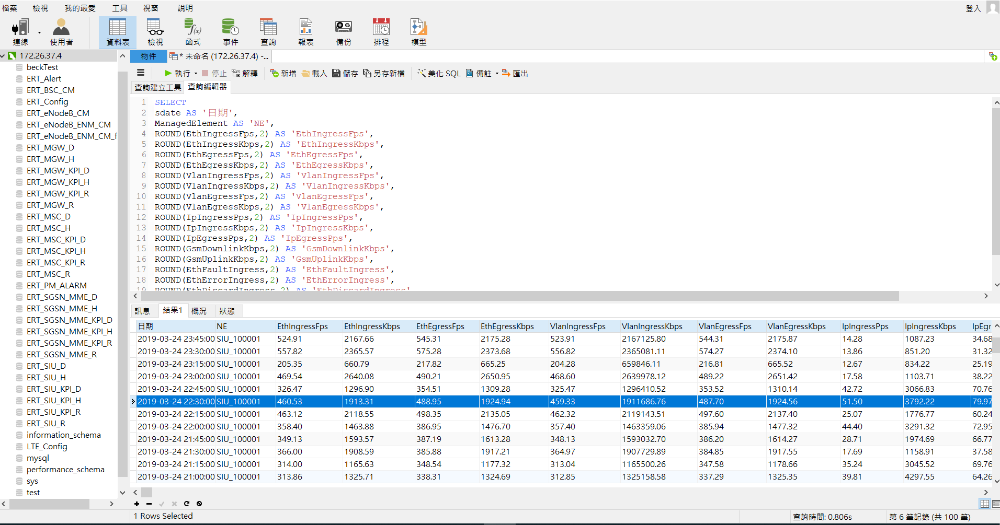 檔案 檢視 我的最愛 工具 視窗 說明 登入
連線 使用者 資料表 檢視 函式 事件 查詢 報表 備份 排程 模型
172.26.37.4
beckTest
ERT_Alert
ERT_BSC_CM
ERT_Config
ERT_eNodeB_CM
ERT_eNodeB_ENM_CM
ERT_eNodeB_ENM_CM_f
ERT_MGW_D
ERT_MGW_H
ERT_MGW_KPI_D
ERT_MGW_KPI_H
ERT_MGW_KPI_R
ERT_MGW_R
ERT_MSC_D
ERT_MSC_H
ERT_MSC_KPI_D
ERT_MSC_KPI_H
ERT_MSC_KPI_R
ERT_MSC_R
ERT_PM_ALARM
ERT_SGSN_MME_D
ERT_SGSN_MME_H
ERT_SGSN_MME_KPI_D
ERT_SGSN_MME_KPI_H
ERT_SGSN_MME_KPI_R
ERT_SGSN_MME_R
ERT_SIU_D
ERT_SIU_H
ERT_SIU_KPI_D
ERT_SIU_KPI_H
ERT_SIU_KPI_R
ERT_SIU_R
information_schema
LTE_Config
mysql
performance_schema
sys
test
物件 * 未命名 (172.26.37.4) -...
執行 停止 解釋 新增 載入 儲存 另存新檔 美化 SQL 備註 匯出
查詢建立工具 查詢編輯器
1 SELECT
2 sdate AS '日期',
3 ManagedElement AS 'NE',
4 ROUND(EthIngressFps,2) AS 'EthIngressFps',
5 ROUND(EthIngressKbps,2) AS 'EthIngressKbps',
6 ROUND(EthEgressFps,2) AS 'EthEgressFps',
7 ROUND(EthEgressKbps,2) AS 'EthEgressKbps',
8 ROUND(VlanIngressFps,2) AS 'VlanIngressFps',
9 ROUND(VlanIngressKbps,2) AS 'VlanIngressKbps',
10 ROUND(VlanEgressFps,2) AS 'VlanEgressFps',
11 ROUND(VlanEgressKbps,2) AS 'VlanEgressKbps',
12 ROUND(IpIngressPps,2) AS 'IpIngressPps',
13 ROUND(IpIngressKbps,2) AS 'IpIngressKbps',
14 ROUND(IpEgressPps,2) AS 'IpEgressPps',
15 ROUND(GsmDownlinkKbps,2) AS 'GsmDownlinkKbps',
16 ROUND(GsmUplinkKbps,2) AS 'GsmUplinkKbps',
17 ROUND(EthFaultIngress,2) AS 'EthFaultIngress',
18 ROUND(EthErrorIngress,2) AS 'EthErrorIngress',
19 ROUND(EthDiscardIngress,2) AS 'EthDiscardIngress'
訊息 結果1 概況 狀態
日期 NE EthIngressFps EthIngressKbps EthEgressFps EthEgressKbps VlanIngressFps VlanIngressKbps VlanEgressFps VlanEgressKbps IpIngressPps IpIngressKbps IpEgr
2019-03-24 23:45:00 SIU_100001 524.91 2167.66 545.31 2175.28 523.91 2167125.80 544.31 2175.87 14.28 1087.23 34.68
2019-03-24 23:30:00 SIU_100001 557.82 2365.57 575.28 2373.68 556.82 2365081.11 574.27 2374.10 13.86 851.20 31.32
2019-03-24 23:15:00 SIU_100001 205.35 660.79 217.82 665.25 204.28 659846.11 216.81 665.52 12.67 834.22 25.19
2019-03-24 23:00:00 SIU_100001 469.54 2640.08 490.21 2650.95 468.60 2639978.12 489.22 2651.42 17.58 1103.71 38.22
2019-03-24 22:45:00 SIU_100001 326.47 1296.90 354.51 1309.28 325.47 1296410.52 353.52 1310.14 42.72 3066.83 70.76
2019-03-24 22:30:00 SIU_100001 460.53 1913.31 488.95 1924.94 459.33 1911686.76 487.70 1924.56 51.50 3792.22 79.97
2019-03-24 22:15:00 SIU_100001 463.12 2118.55 498.35 2135.05 462.32 2119143.51 497.60 2137.40 25.07 1776.77 60.24
2019-03-24 22:00:00 SIU_100001 358.40 1463.88 386.95 1476.70 357.40 1463359.06 385.94 1477.32 44.40 3291.32 72.95
2019-03-24 21:45:00 SIU_100001 349.13 1593.57 387.19 1613.28 348.13 1593032.70 386.20 1614.27 28.71 1974.69 66.77
2019-03-24 21:30:00 SIU_100001 366.00 1908.59 385.88 1917.21 364.97 1907729.89 384.85 1917.55 17.69 1158.91 37.58
2019-03-24 21:15:00 SIU_100001 314.00 1165.63 348.54 1177.32 313.04 1165500.26 347.58 1178.66 35.24 3045.52 69.76
2019-03-24 21:00:00 SIU_100001 313.86 1325.71 338.31 1324.69 312.85 1325158.58 337.29 1325.35 39.81 4297.55 64.26
1 Rows Selected 查詢時間: 0.806s 第 6 筆記錄 (共 100 筆)